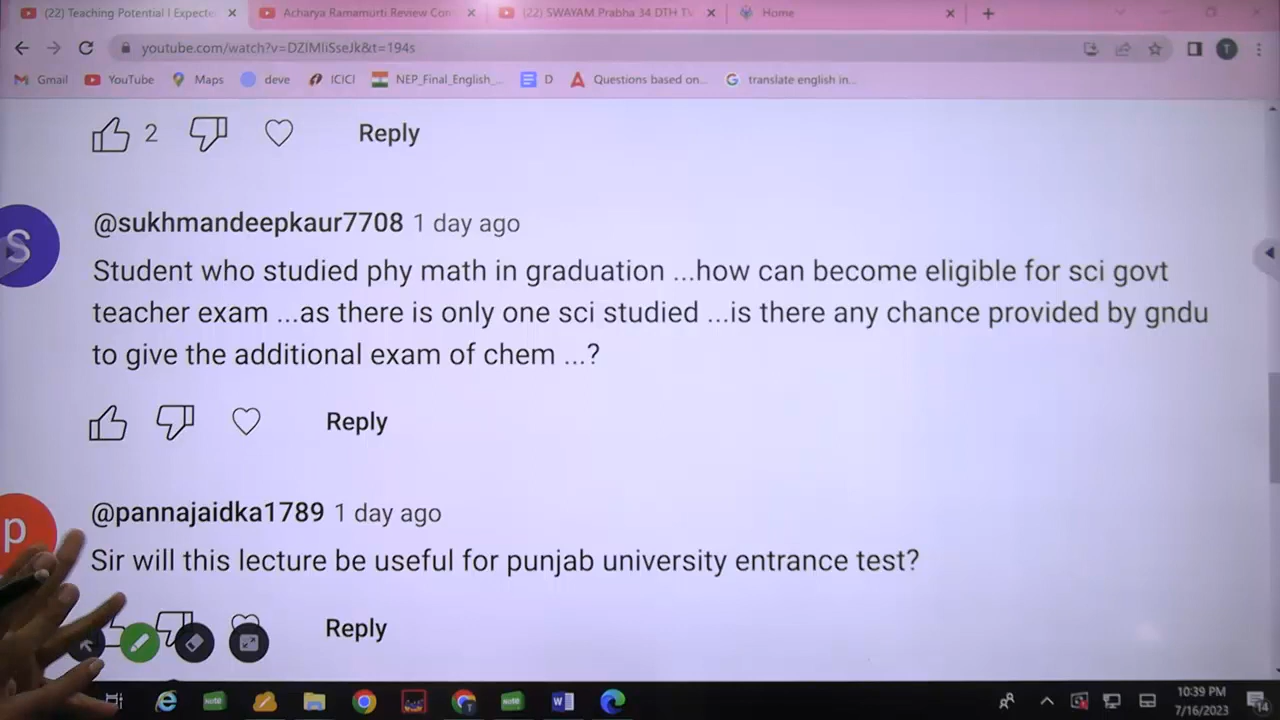 (22) Teaching Potential I Expecte
Acharya Ramamurti Review Con
(22) SWAYAM Prabha 34 DTH TV
Home
youtube.com/watch?v=DZIMIiSseJk&t=194s
T
Gmail
YouTube
Maps
deve
ICICI
NEP_Final_English_...
D
Questions based on...
translate english in...
2
Reply
S
@sukhmandeepkaur7708 1 day ago
Student who studied phy math in graduation ...how can become eligible for sci govt
teacher exam ...as there is only one sci studied ...is there any chance provided by gndu
to give the additional exam of chem ...?
Reply
p
@pannajaidka1789 1 day ago
Sir will this lecture be useful for punjab university entrance test?
Reply
10:39 PM
7/16/2023
14